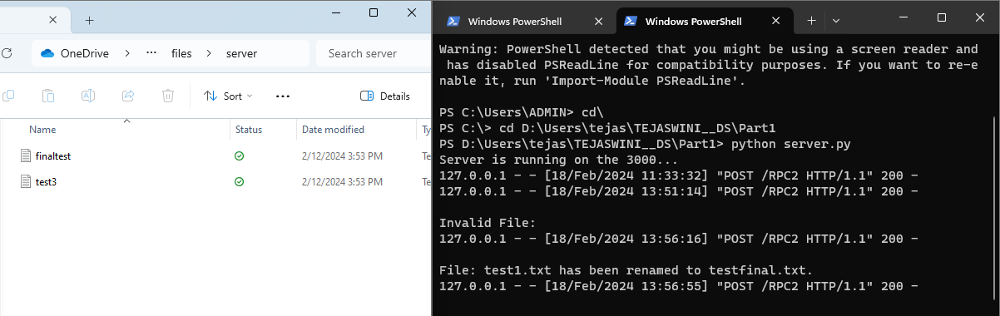 OneDrive > ... files > server
Search server
Sort
...
Details
Name
Status
Date modified
Ty
finaltest
2/12/2024 3:53 PM
Te
test3
2/12/2024 3:53 PM
Te
Windows PowerShell
Windows PowerShell
Warning: PowerShell detected that you might be using a screen reader and
has disabled PSReadLine for compatibility purposes. If you want to re-e
nable it, run 'Import-Module PSReadLine'.
PS C:\Users\ADMIN> cd\
PS C:\> cd D:\Users\tejas\TEJASWINI__DS\Part1
PS D:\Users\tejas\TEJASWINI__DS\Part1> python server.py
Server is running on the 3000...
127.0.0.1 - - [18/Feb/2024 11:33:32] "POST /RPC2 HTTP/1.1" 200 -
127.0.0.1 - - [18/Feb/2024 13:51:14] "POST /RPC2 HTTP/1.1" 200 -
Invalid File:
127.0.0.1 - - [18/Feb/2024 13:56:16] "POST /RPC2 HTTP/1.1" 200 -
File: test1.txt has been renamed to testfinal.txt.
127.0.0.1 - - [18/Feb/2024 13:56:55] "POST /RPC2 HTTP/1.1" 200 -